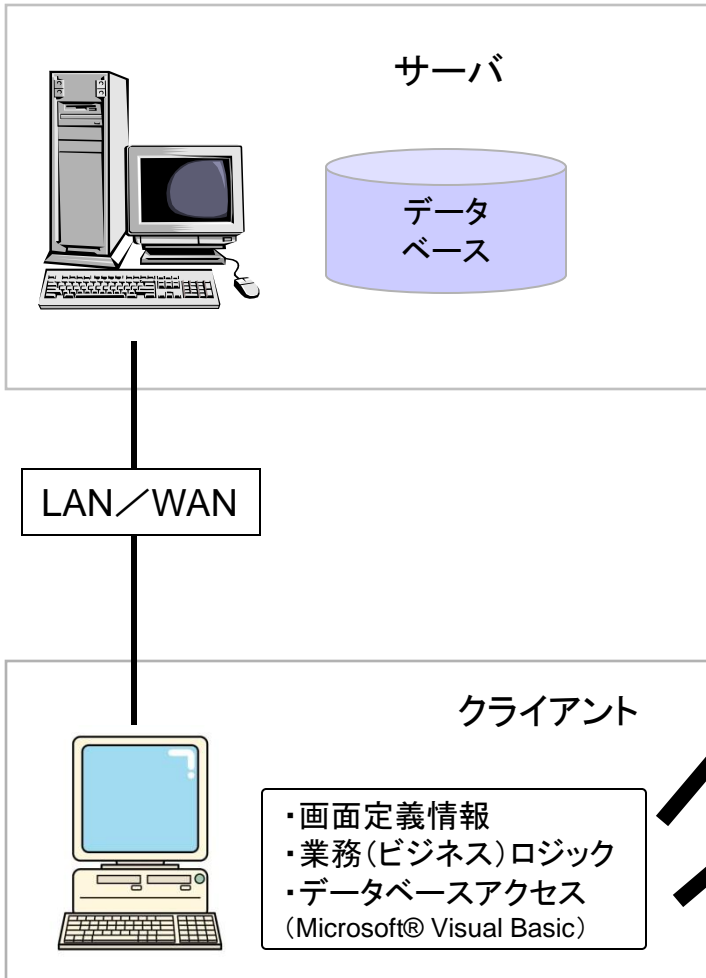 サーバ
データ
ベース
LAN／WAN
クライアント
・画面定義情報
・業務（ビジネス）ロジック
・データベースアクセス
（Microsoft® Visual Basic）